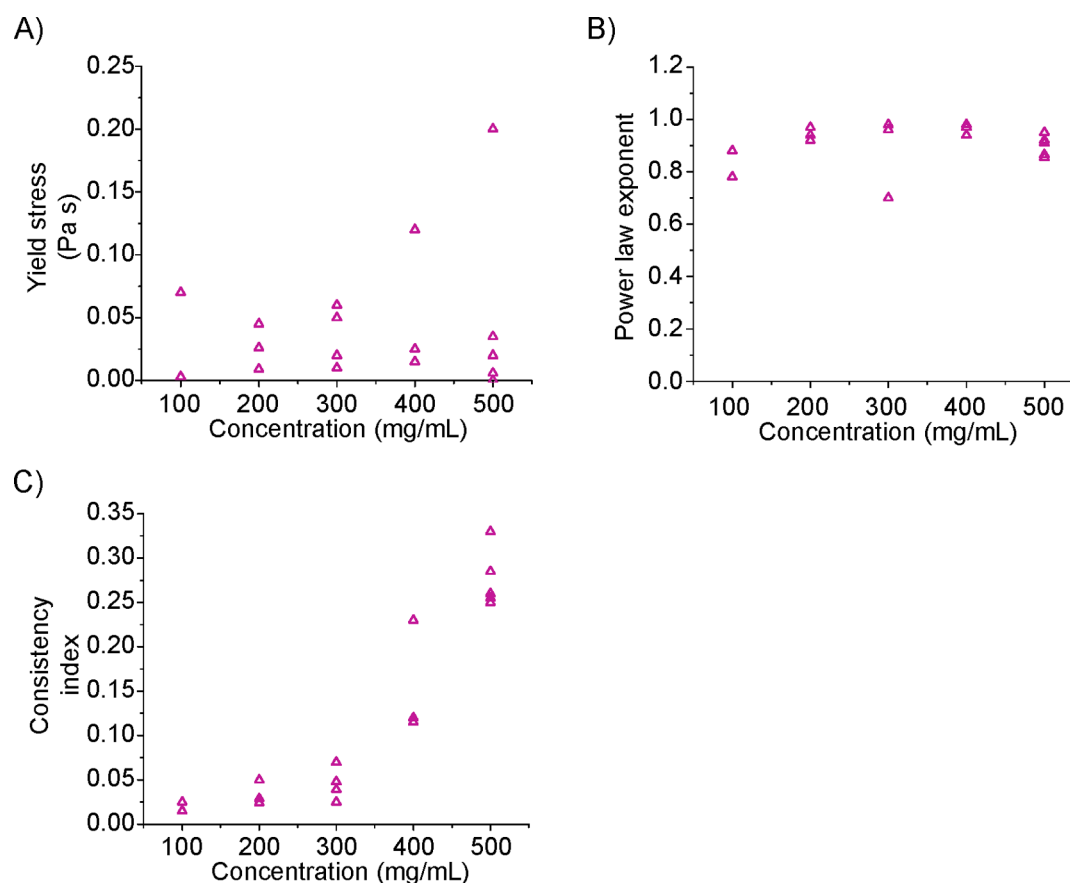 A)
Yield stress
(Pa s)
0.25
0.20
0.15
0.10
0.05
0.00
100 200 300 400 500
Concentration (mg/mL)
B)
Power law exponent
1.2
1.0
0.8
0.6
0.4
0.2
0.0
100 200 300 400 500
Concentration (mg/mL)
C)
Consistency
index
0.35
0.30
0.25
0.20
0.15
0.10
0.05
0.00
100 200 300 400 500
Concentration (mg/mL)